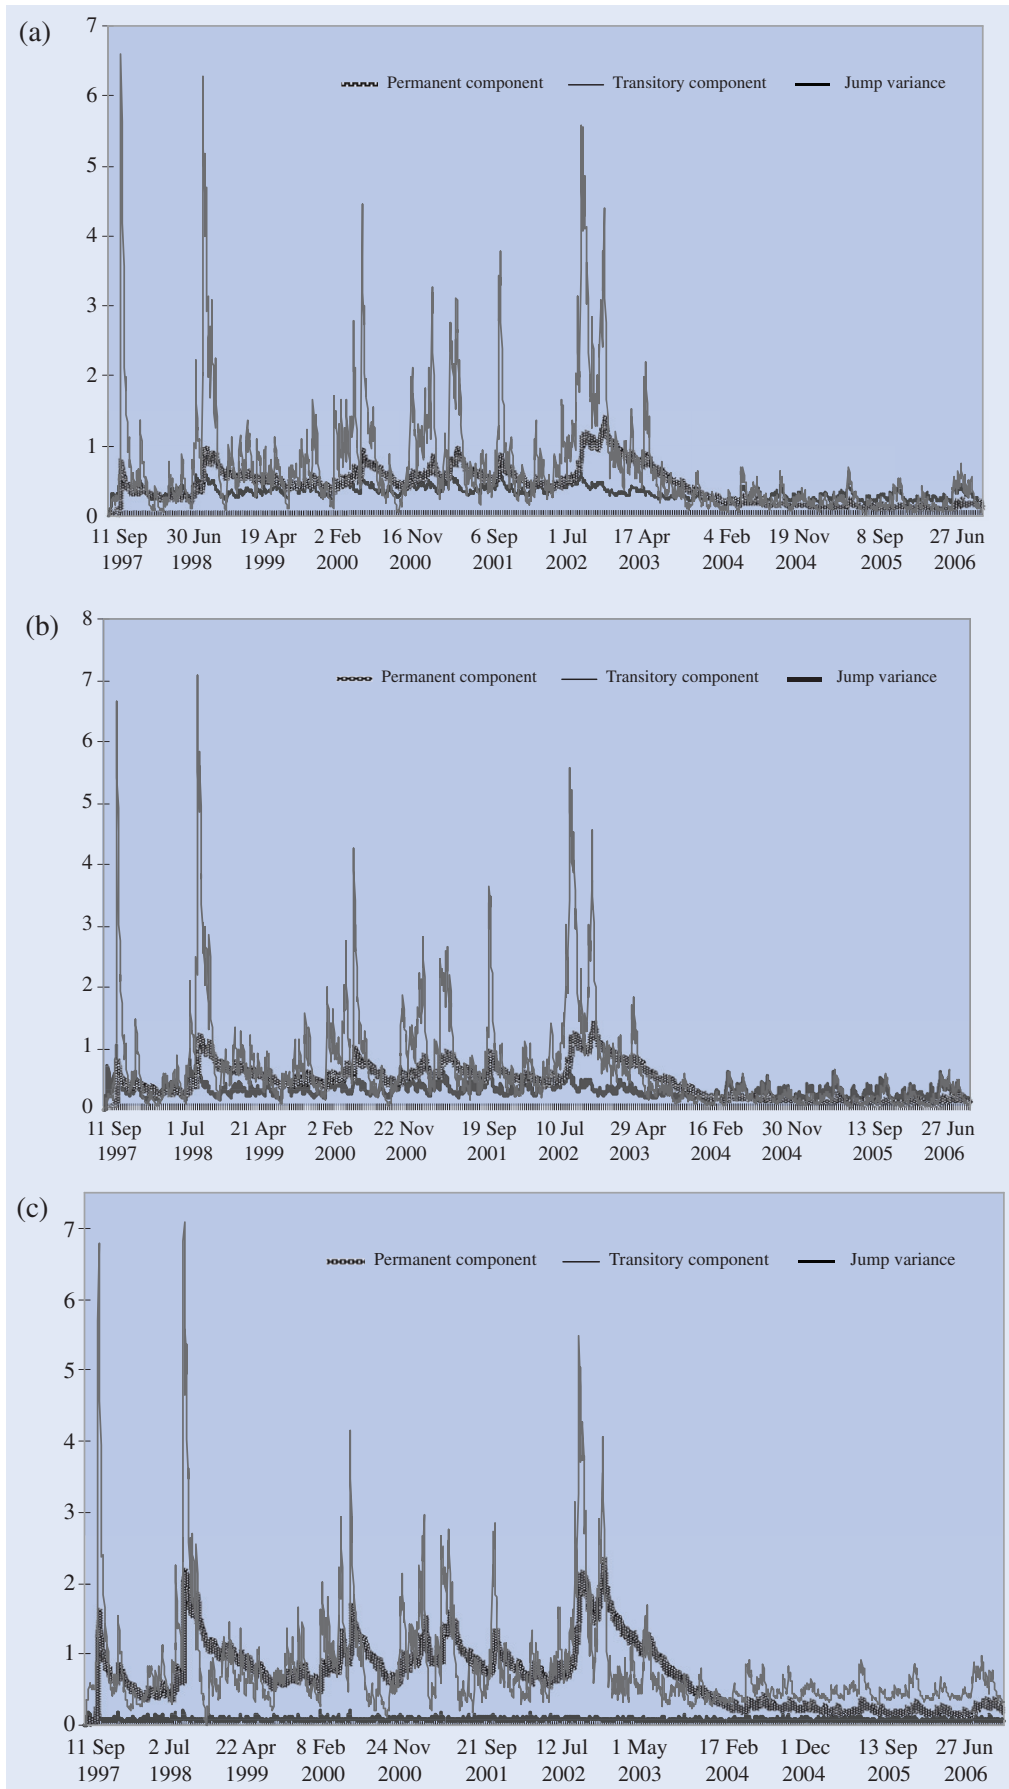 (a)
7
Permanent component Transitory component Jump variance
6
5
4
3
2
1
0
11 Sep 30 Jun 19 Apr 2 Feb 16 Nov 6 Sep 1 Jul 17 Apr 4 Feb 19 Nov 8 Sep 27 Jun
1997 1998 1999 2000 2000 2001 2002 2003 2004 2004 2005 2006
(b)
8
7
Permanent component Transitory component Jump variance
6
5
4
3
2
1
0
11 Sep 1 Jul 21 Apr 2 Feb 22 Nov 19 Sep 10 Jul 29 Apr 16 Feb 30 Nov 13 Sep 27 Jun
1997 1998 1999 2000 2000 2001 2002 2003 2004 2004 2005 2006
(c)
7
Permanent component Transitory component Jump variance
6
5
4
3
2
1
0
11 Sep 2 Jul 22 Apr 8 Feb 24 Nov 21 Sep 12 Jul 1 May 17 Feb 1 Dec 13 Sep 27 Jun
1997 1998 1999 2000 2000 2001 2002 2003 2004 2004 2005 2006